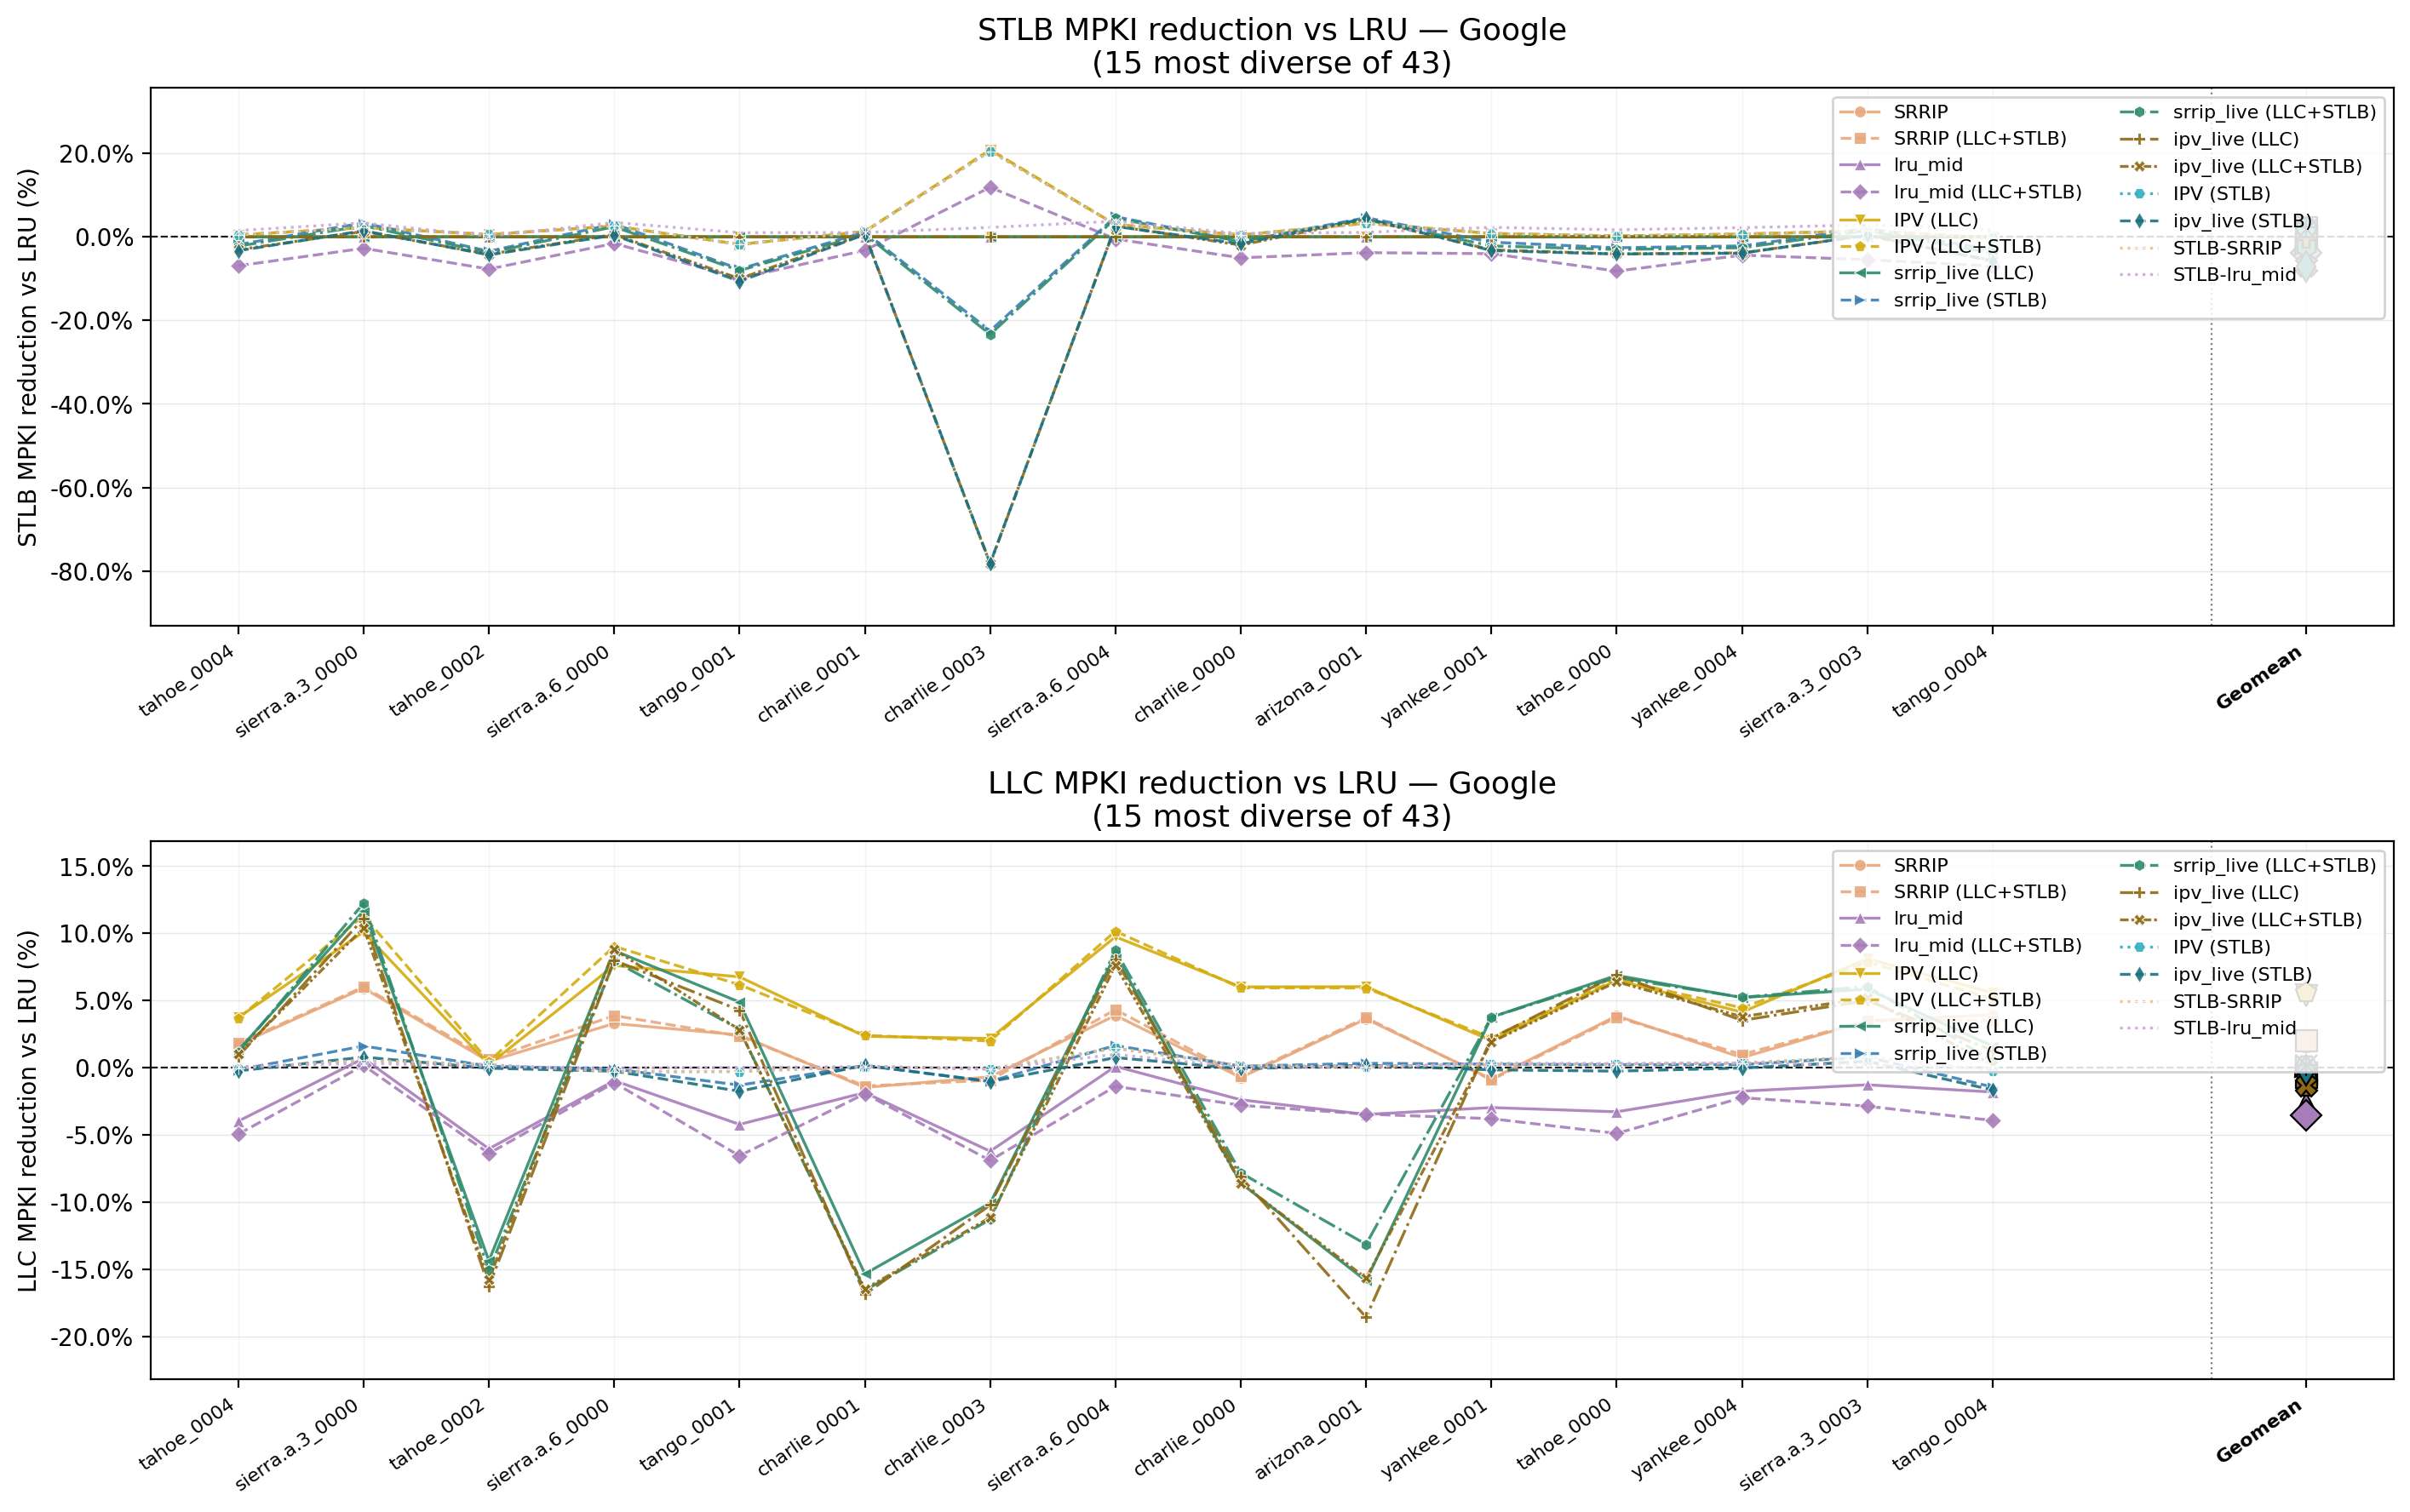 STLB MPKI reduction vs LRU — Google
(15 most diverse of 43)
STLB MPKI reduction vs LRU (%)
20.0%
0.0%
-20.0%
-40.0%
-60.0%
-80.0%
SRRIP
SRRIP (LLC+STLB)
lru_mid
lru_mid (LLC+STLB)
IPV (LLC)
IPV (LLC+STLB)
srrip_live (LLC)
srrip_live (STLB)
srrip_live (LLC+STLB)
ipv_live (LLC)
ipv_live (LLC+STLB)
IPV (STLB)
ipv_live (STLB)
STLB-SRRIP
STLB-lru_mid
tahoe_0004
sierra.a.3_0000
tahoe_0002
sierra.a.6_0000
tango_0001
charlie_0001
charlie_0003
sierra.a.6_0004
charlie_0000
arizona_0001
yankee_0001
tahoe_0000
yankee_0004
sierra.a.3_0003
tango_0004
Geomean
LLC MPKI reduction vs LRU — Google
(15 most diverse of 43)
LLC MPKI reduction vs LRU (%)
15.0%
10.0%
5.0%
0.0%
-5.0%
-10.0%
-15.0%
-20.0%
SRRIP
SRRIP (LLC+STLB)
lru_mid
lru_mid (LLC+STLB)
IPV (LLC)
IPV (LLC+STLB)
srrip_live (LLC)
srrip_live (STLB)
srrip_live (LLC+STLB)
ipv_live (LLC)
ipv_live (LLC+STLB)
IPV (STLB)
ipv_live (STLB)
STLB-SRRIP
STLB-lru_mid
tahoe_0004
sierra.a.3_0000
tahoe_0002
sierra.a.6_0000
tango_0001
charlie_0001
charlie_0003
sierra.a.6_0004
charlie_0000
arizona_0001
yankee_0001
tahoe_0000
yankee_0004
sierra.a.3_0003
tango_0004
Geomean